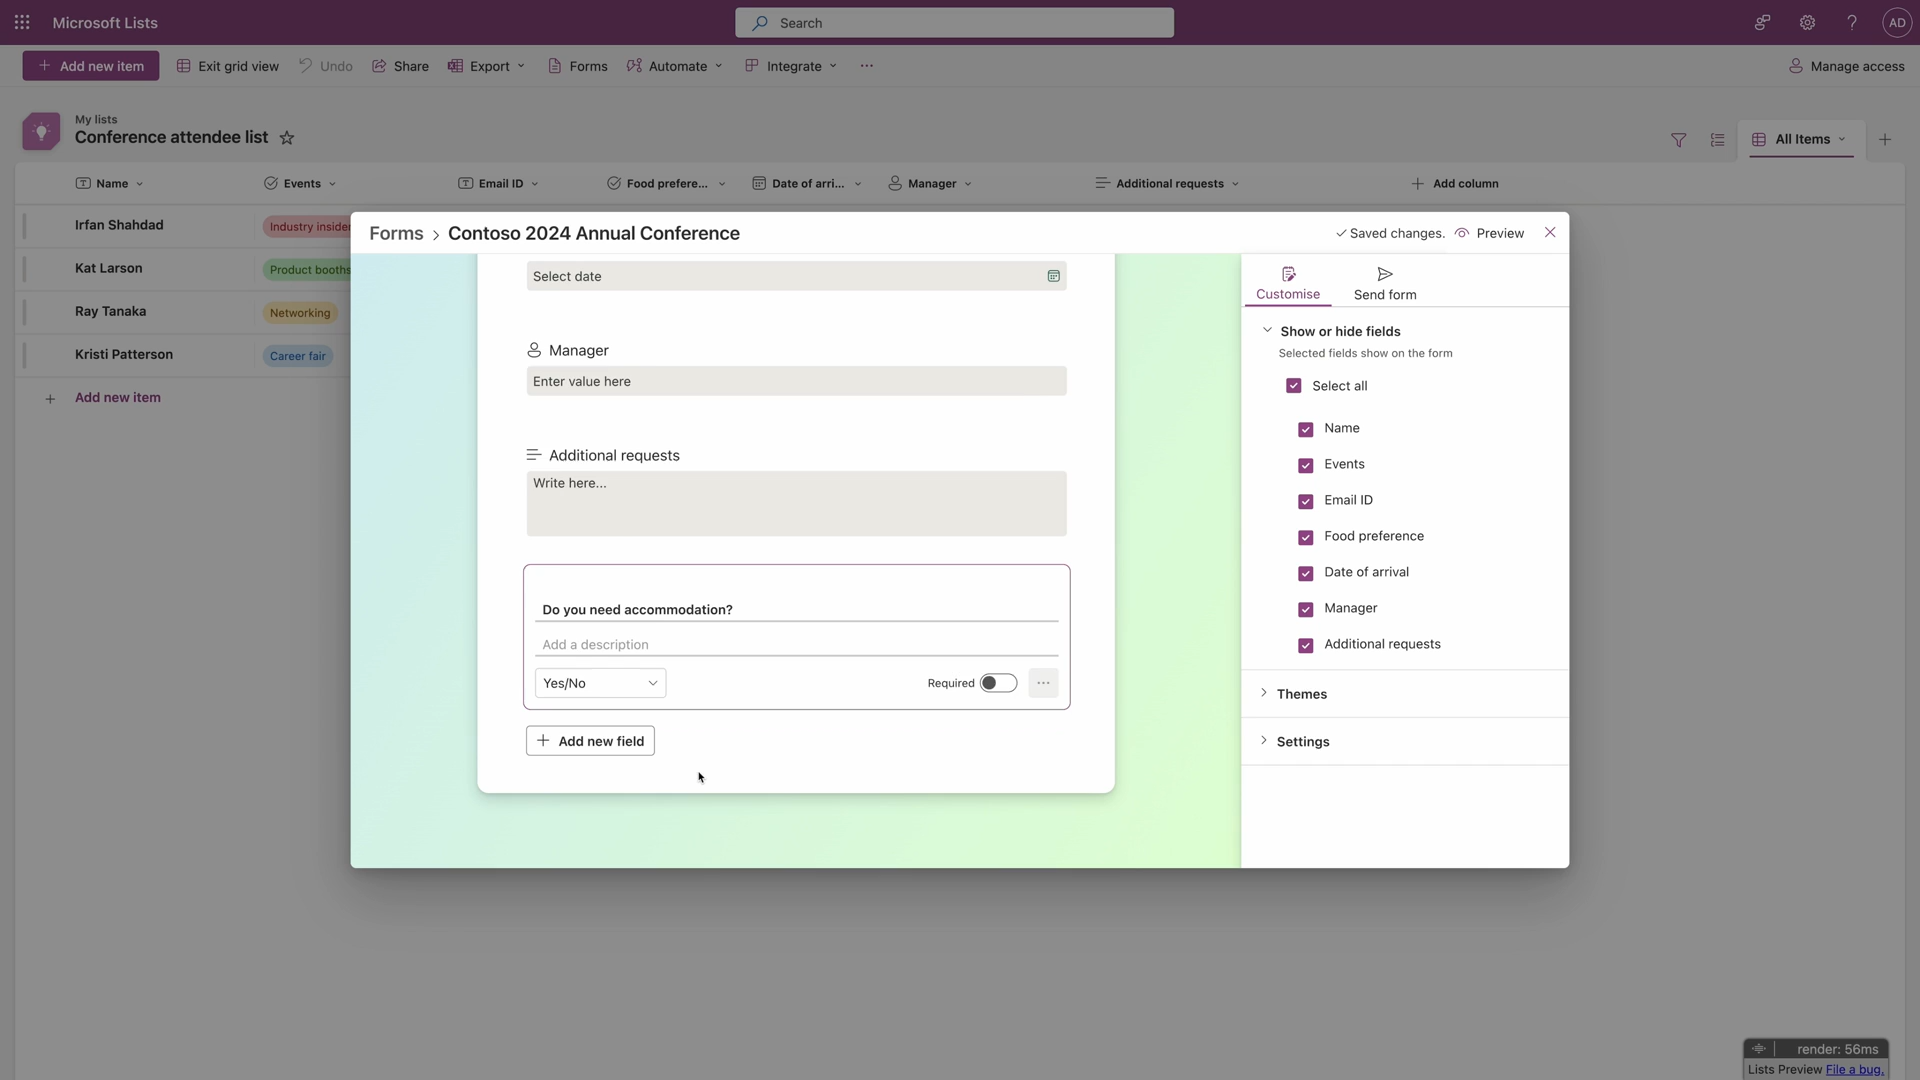 Microsoft Lists
Search
AD
Add new item
Exit grid view
Undo
Share
Export
Forms
Automate
Integrate
Manage access
My lists
Conference attendee list
All Items
Name
Events
Email ID
Food prefere...
Date of arri...
Manager
Additional requests
Add column
Irfan Shahdad
Industry insider
Kat Larson
Product booths
Ray Tanaka
Networking
Kristi Patterson
Career fair
Add new item
Forms > Contoso 2024 Annual Conference
Saved changes.
Preview
Select date
Manager
Enter value here
Additional requests
Write here...
Do you need accommodation?
Add a description
Yes/No
Required
Add new field
Customise
Send form
Show or hide fields
Selected fields show on the form
Select all
Name
Events
Email ID
Food preference
Date of arrival
Manager
Additional requests
Themes
Settings
render: 56ms
Lists Preview File a bug.